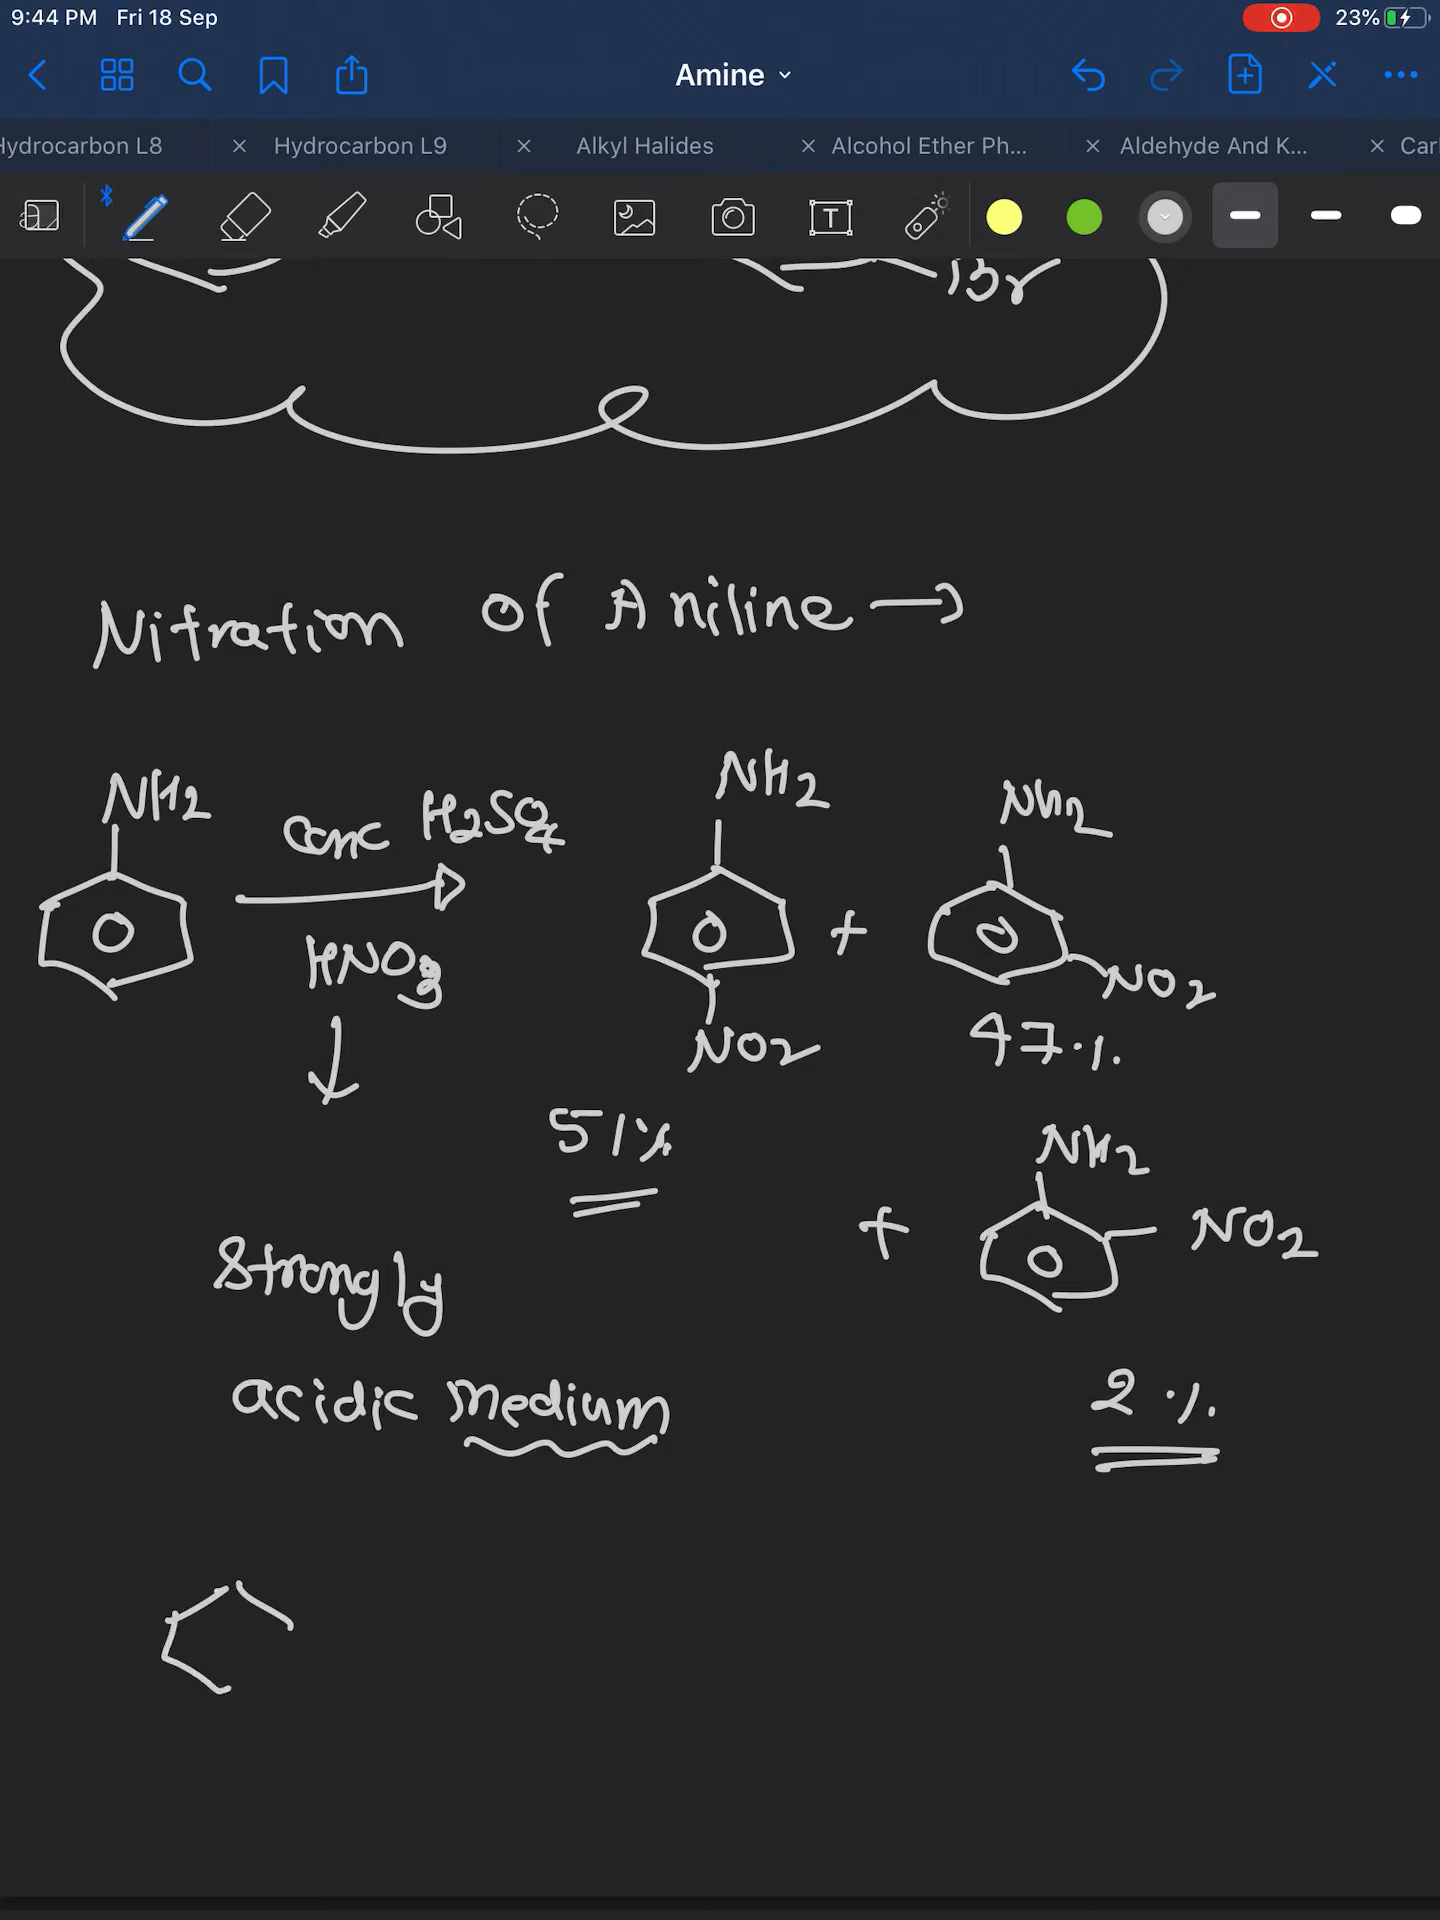 9:44 PM Fri 18 Sep 23%
Amine
Hydrocarbon L8 Hydrocarbon L9 Alkyl Halides Alcohol Ether Ph... Aldehyde And K... Car
T
Br
Nitration of Aniline →
NH2 conc H2SO4 NH2 Nh2
HNO3 + NO2
NO2 47%
51% NH2
+ NO2
Strongly
acidic medium 2%